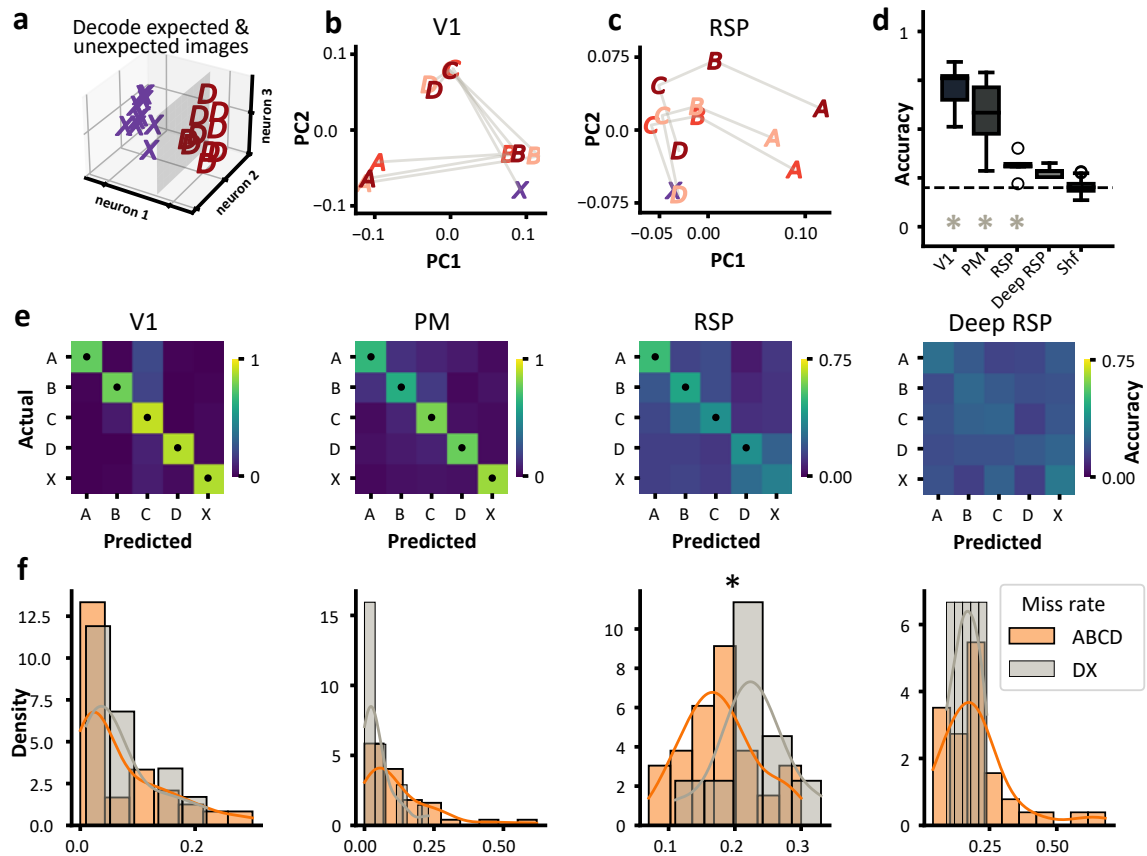 a
Decode expected &
unexpected images
X X X X X X D D D D D D D D D
neuron 1
neuron 2
neuron 3
b
V1
PC2
0.1
0.0
−0.1
−0.1 0.0 0.1
PC1
A A A B B B C C D D X
c
RSP
PC2
0.075
0.0
−0.075
−0.05 0.00 0.10
PC1
A A A B B B C C C D D X
d
Accuracy
1
0
* * *
V1
PM
RSP
Deep RSP
Shf
e
V1
Actual
A
B
C
D
X
A B C D X
Predicted
1
0
PM
A
B
C
D
X
A B C D X
Predicted
1
0
RSP
A
B
C
D
X
A B C D X
Predicted
0.75
0.00
Deep RSP
A
B
C
D
X
A B C D X
Predicted
0.75
0.00
Accuracy
f
Density
12.5
10.0
7.5
5.0
2.5
0.0
0.0 0.2
15
10
5
0
0.00 0.25 0.50
*
10
8
6
4
2
0
0.1 0.2 0.3
6
4
2
0
0.25 0.50
Miss rate
ABCD
DX